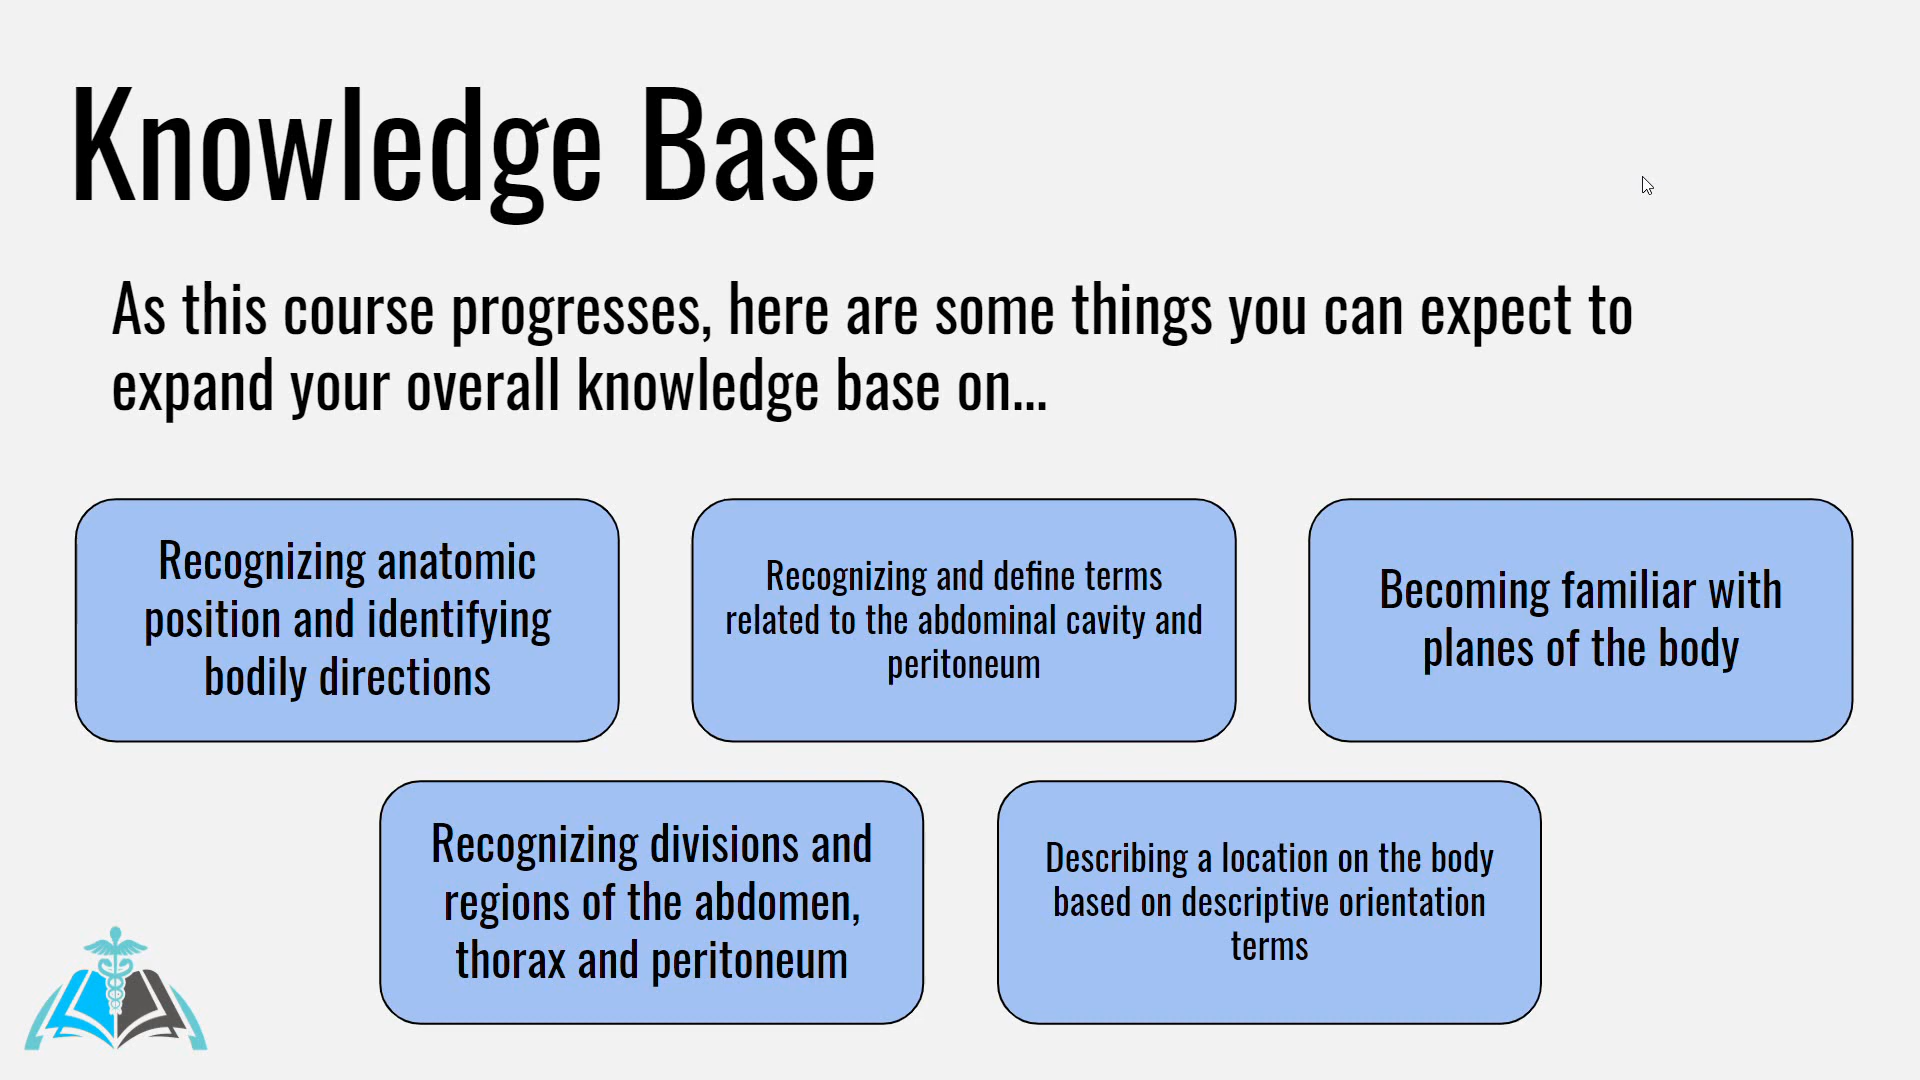 Knowledge Base
As this course progresses, here are some things you can expect to
expand your overall knowledge base on...
Recognizing anatomic
position and identifying
bodily directions
Recognizing and define terms
related to the abdominal cavity and
peritoneum
Becoming familiar with
planes of the body
Recognizing divisions and
regions of the abdomen,
thorax and peritoneum
Describing a location on the body
based on descriptive orientation
terms